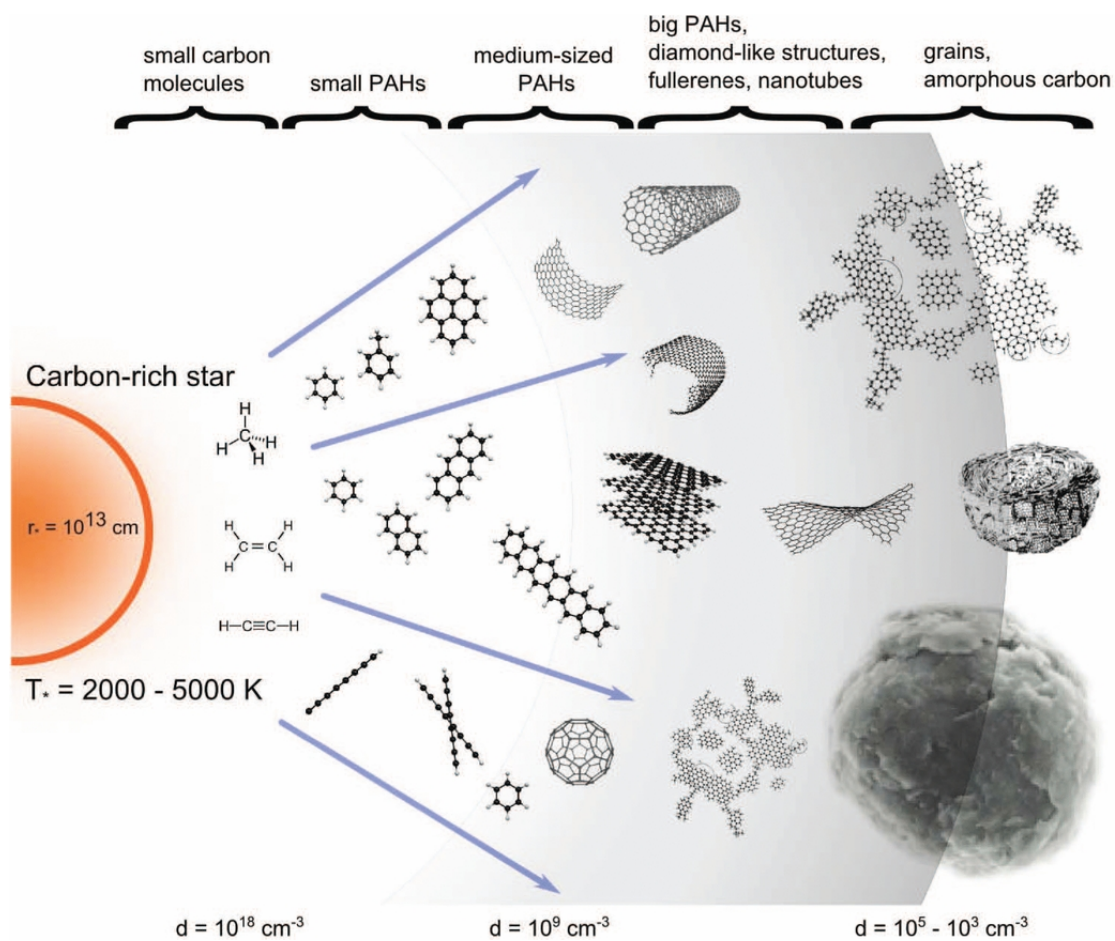 small carbon
molecules
small PAHs
medium-sized
PAHs
big PAHs,
diamond-like structures,
fullerenes, nanotubes
grains,
amorphous carbon
Carbon-rich star
r* = 10^13 cm
H
C
H
H
H
H
H
C=C
H
H
H–C≡C–H
T* = 2000 - 5000 K
d = 10^18 cm^-3
d = 10^9 cm^-3
d = 10^5 - 10^3 cm^-3